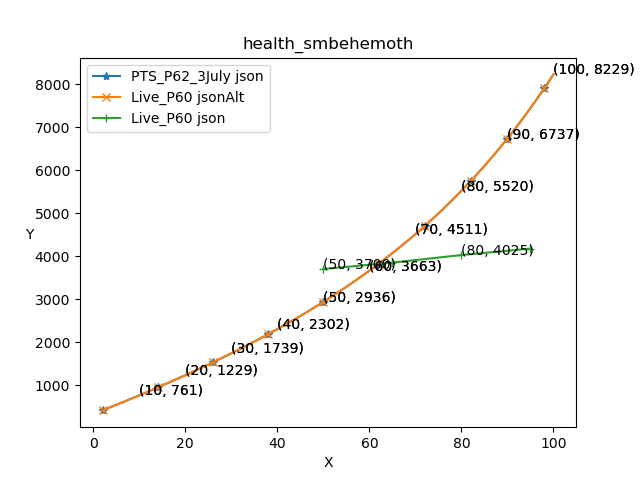 health_smbehemoth
PTS_P62_3July json
Live_P60 jsonAlt
Live_P60 json
(100, 8229)
(90, 6737)
(80, 5520)
(70, 4511)
(80, 4025)
(50, 3700)
(60, 3663)
(50, 2936)
(40, 2302)
(30, 1739)
(20, 1229)
(10, 761)
8000
7000
6000
5000
4000
3000
2000
1000
Y
0 20 40 60 80 100
X